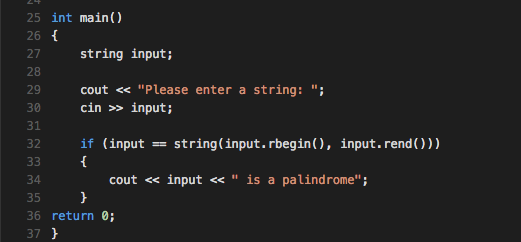 25 int main()
26 {
27     string input;
28
29     cout << "Please enter a string: ";
30     cin >> input;
31
32     if (input == string(input.rbegin(), input.rend()))
33     {
34         cout << input << " is a palindrome";
35     }
36 return 0;
37 }